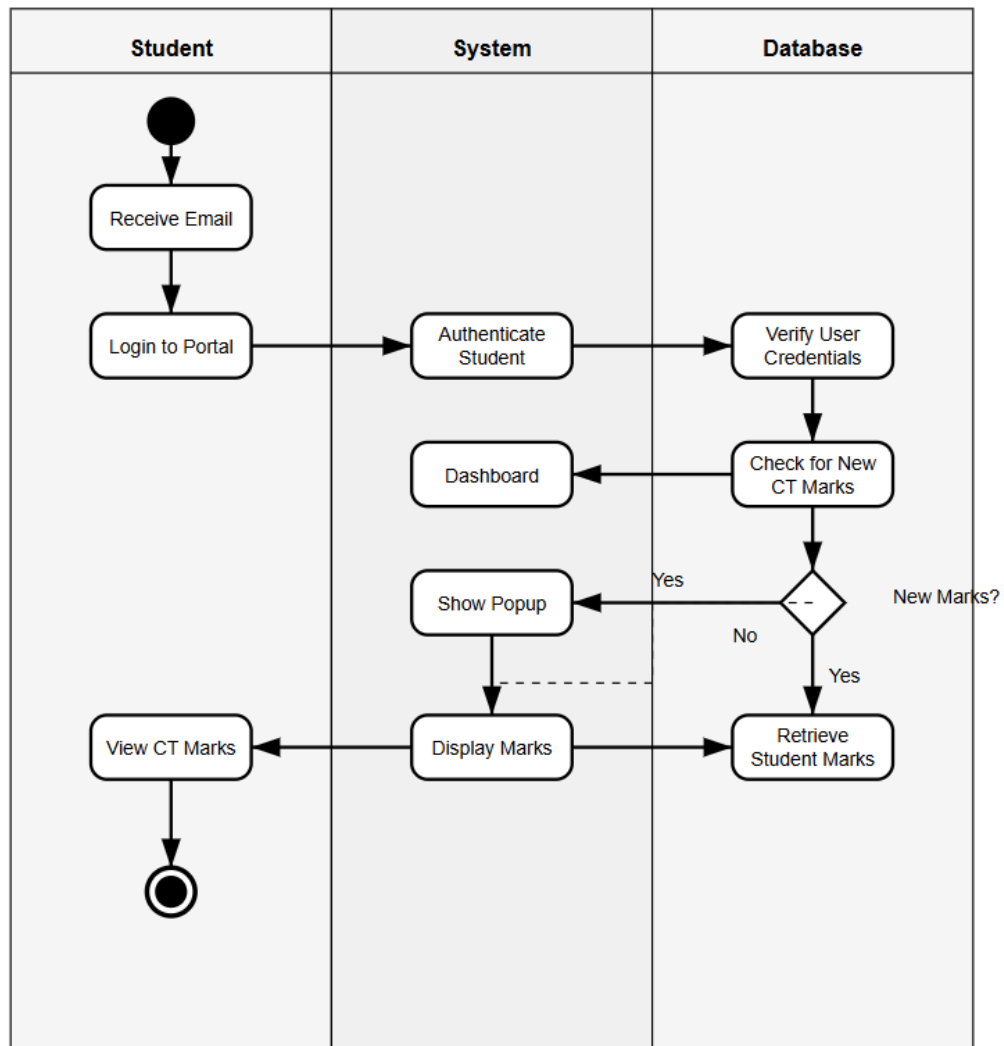 Student
System
Database
Receive Email
Login to Portal
Authenticate
Student
Verify User
Credentials
Dashboard
Check for New
CT Marks
Show Popup
Yes
No
New Marks?
Yes
View CT Marks
Display Marks
Retrieve
Student Marks